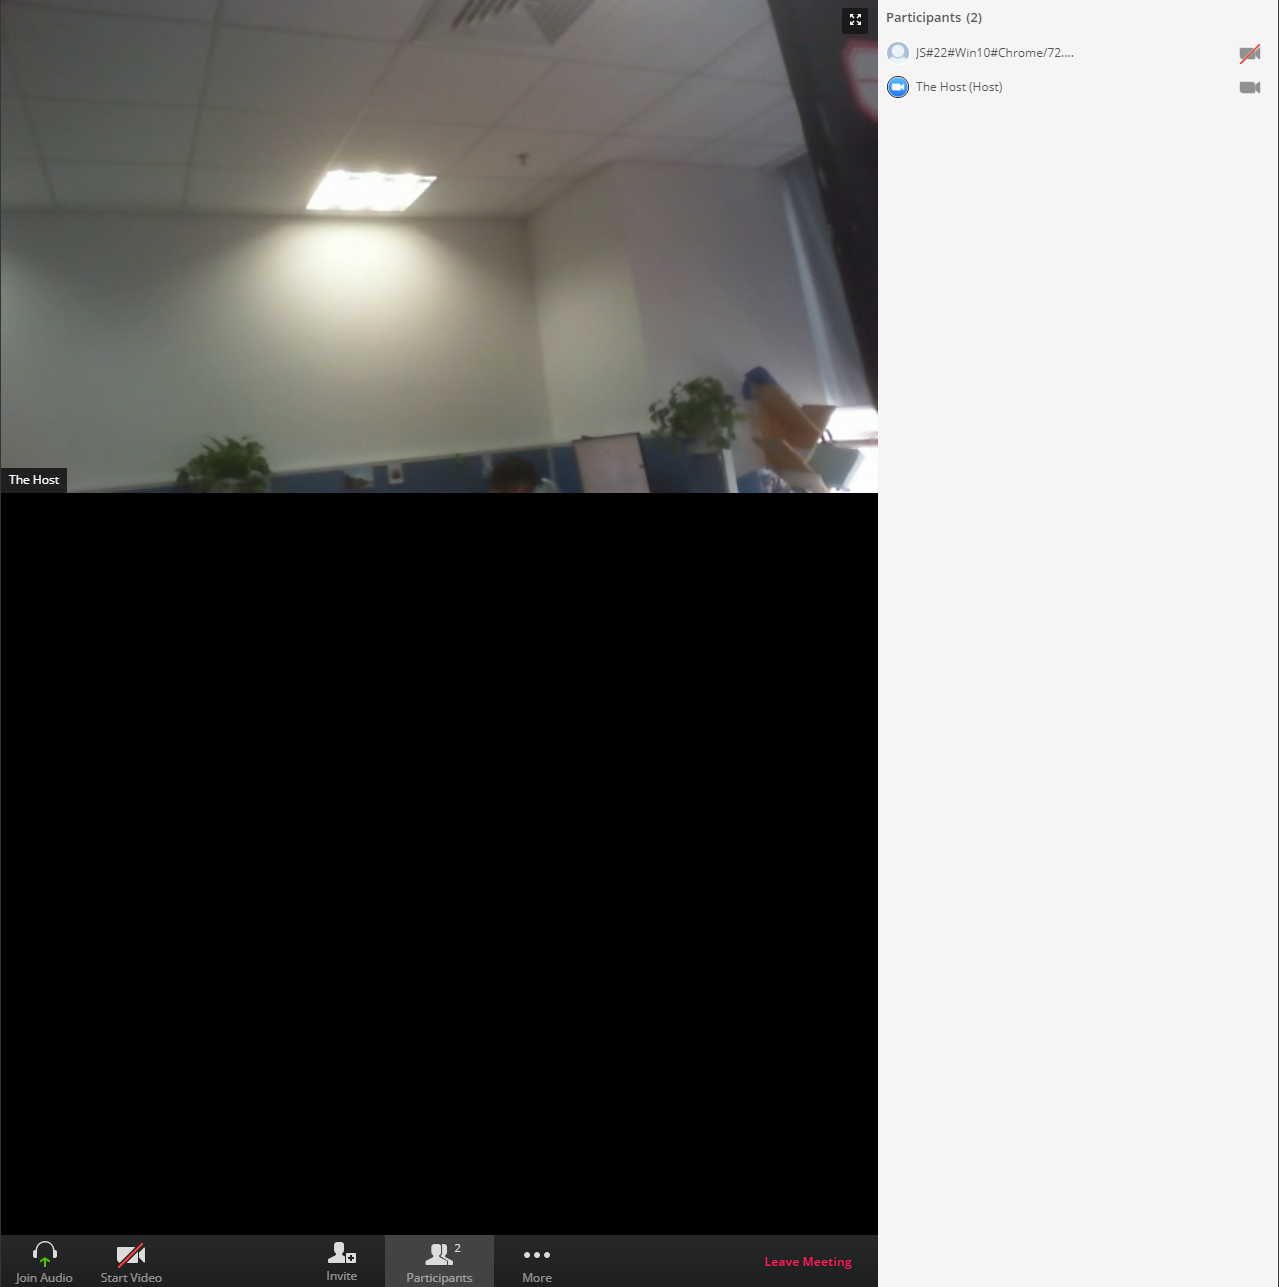 Participants (2)
JS#22#Win10#Chrome/72....
The Host (Host)
The Host
Join Audio
Start Video
Invite
2
Participants
More
Leave Meeting